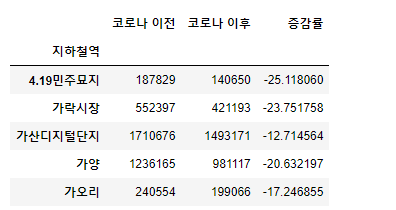 코로나 이전 코로나 이후 증감률
지하철역
4.19민주묘지 187829 140650 -25.118060
가락시장 552397 421193 -23.751758
가산디지털단지 1710676 1493171 -12.714564
가양 1236165 981117 -20.632197
가오리 240554 199066 -17.246855